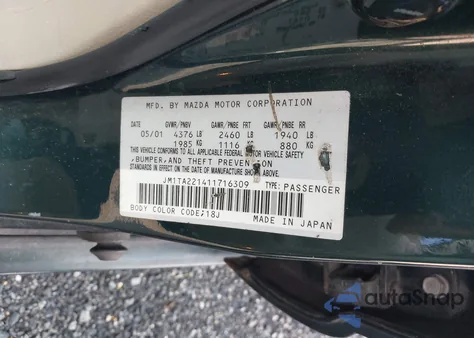 MFD. BY MAZDA MOTOR CORPORATION
DATE GVWR/PNBV GAWR/PNBE FRT GAWR/PNBE RR
05/01 4376 LB 2460 LB 1940 LB
1985 KG 1116 KG 880 KG
THIS VEHICLE CONFORMS TO ALL APPLICABLE FEDERAL MOTOR VEHICLE SAFETY
,BUMPER,AND THEFT PREVENTION
STANDARDS IN EFFECT ON THE DATE OF MANUFACTURE SHOWN ABOVE.
JM1TA221411716309 TYPE: PASSENGER
BODY COLOR CODE:18J MADE IN JAPAN
autoSnap